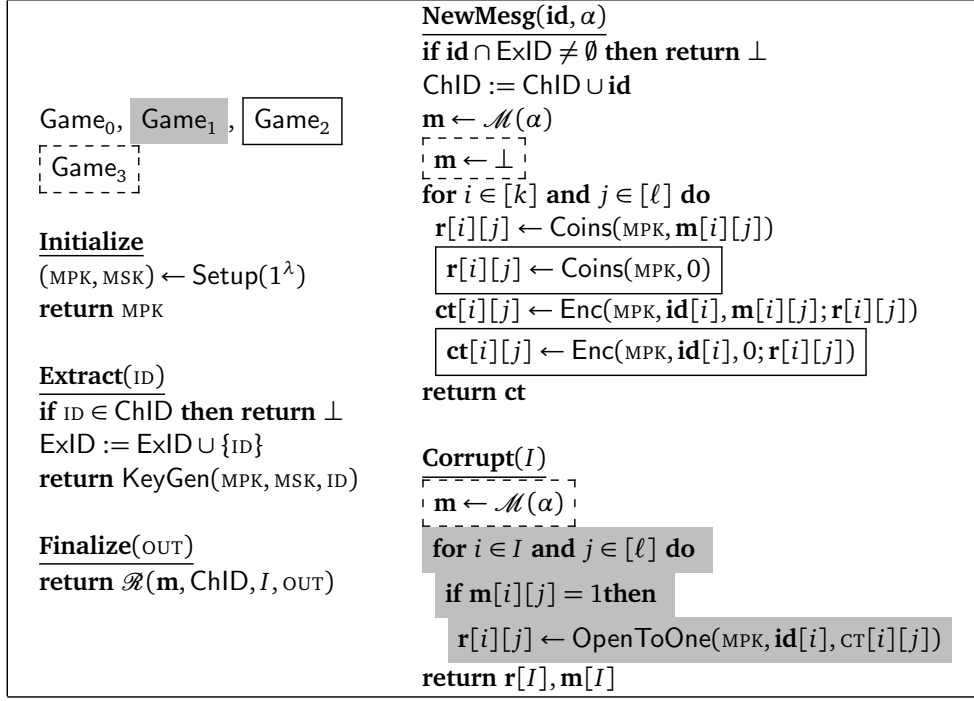 Game₀, Game₁ , Game₂
Game₃
Initialize
(MPK, MSK) ← Setup(1^λ)
return MPK
Extract(ID)
if ID ∈ ChID then return ⊥
ExID := ExID ∪ {ID}
return KeyGen(MPK, MSK, ID)
Finalize(OUT)
return ℛ(m, ChID, I, OUT)
NewMesg(id, α)
if id ∩ ExID ≠ ∅ then return ⊥
ChID := ChID ∪ id
m ← ℳ(α)
m ← ⊥
for i ∈ [k] and j ∈ [ℓ] do
r[i][j] ← Coins(MPK, m[i][j])
r[i][j] ← Coins(MPK, 0)
ct[i][j] ← Enc(MPK, id[i], m[i][j]; r[i][j])
ct[i][j] ← Enc(MPK, id[i], 0; r[i][j])
return ct
Corrupt(I)
m ← ℳ(α)
for i ∈ I and j ∈ [ℓ] do
if m[i][j] = 1then
r[i][j] ← OpenToOne(MPK, id[i], CT[i][j])
return r[I], m[I]